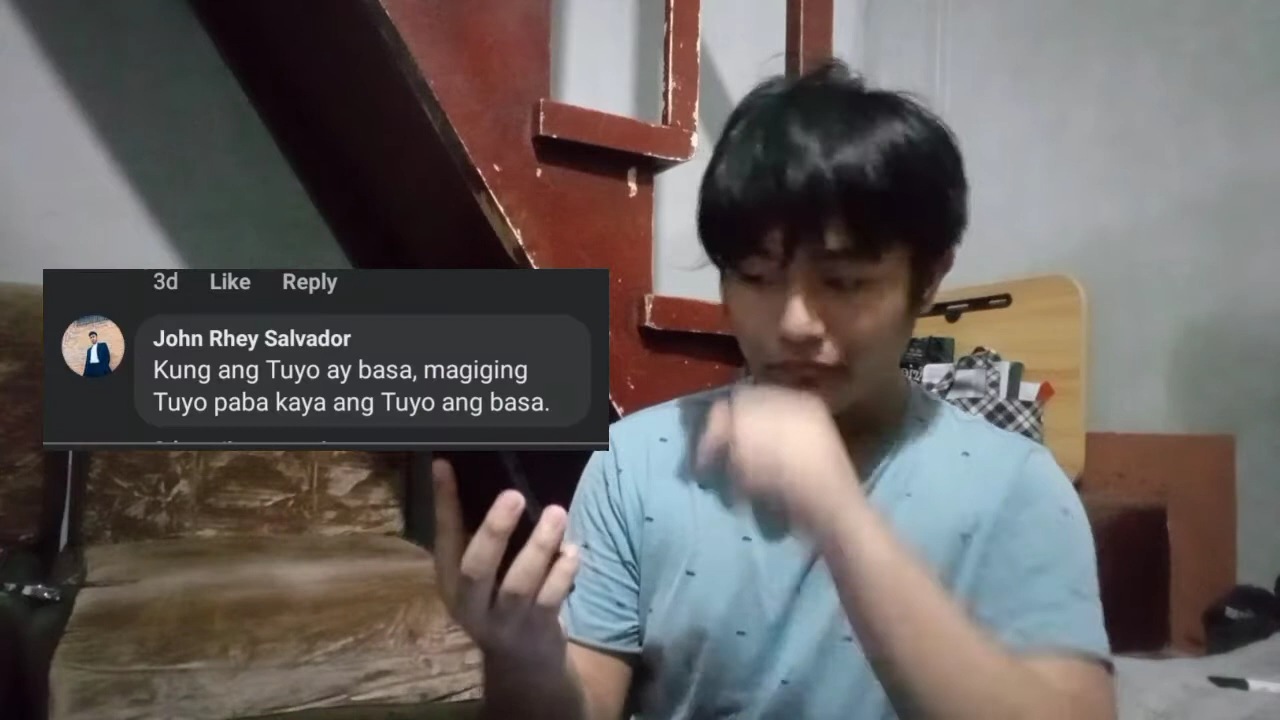 3d Like Reply
John Rhey Salvador
Kung ang Tuyo ay basa, magiging
Tuyo paba kaya ang Tuyo ang basa.